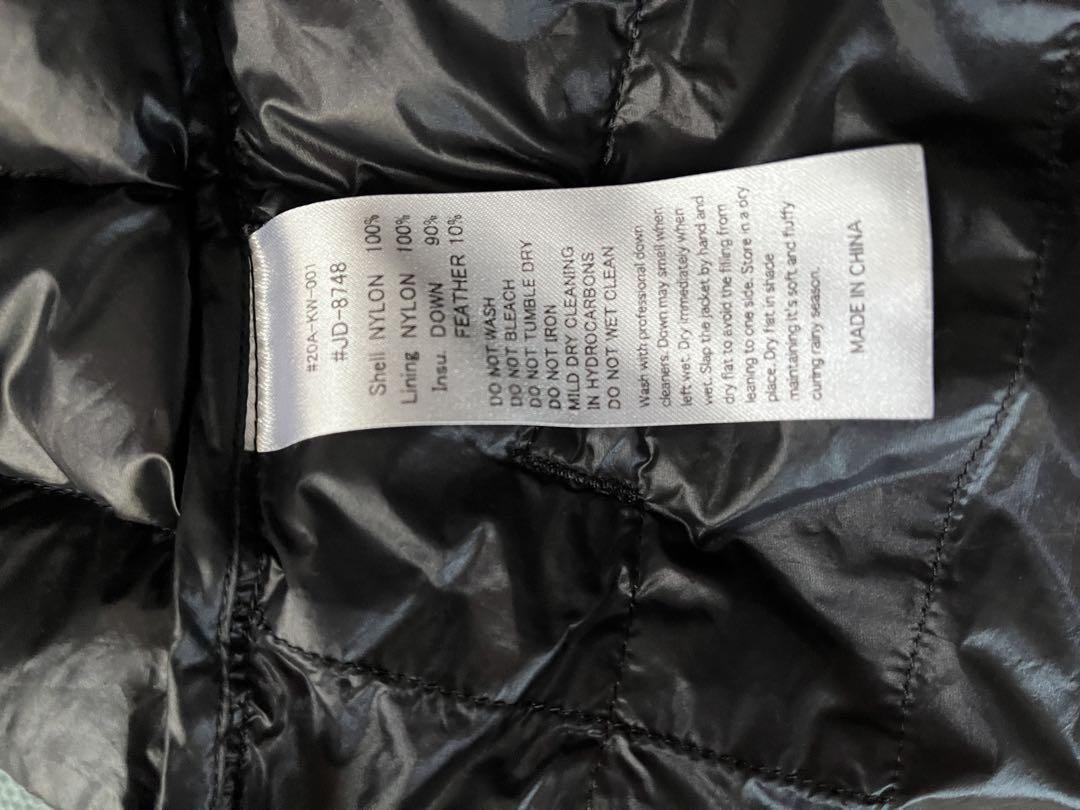 #20A-KW-001
#JD-8748
Shell NYLON 100%
Lining NYLON 100%
Insu. DOWN 90%
FEATHER 10%
DO NOT WASH
DO NOT BLEACH
DO NOT TUMBLE DRY
DO NOT IRON
MILD DRY CLEANING
IN HYDROCARBONS
DO NOT WET CLEAN
Wash with professional down
cleaners. Down may smell when
left wet. Dry immediately when
wet. Slap the jacket by hand and
dry flat to avoid the filling from
leaning to one side. Store in a dry
place. Dry flat in shade
mantaining it's soft and fluffy
during rainy season.
MADE IN CHINA